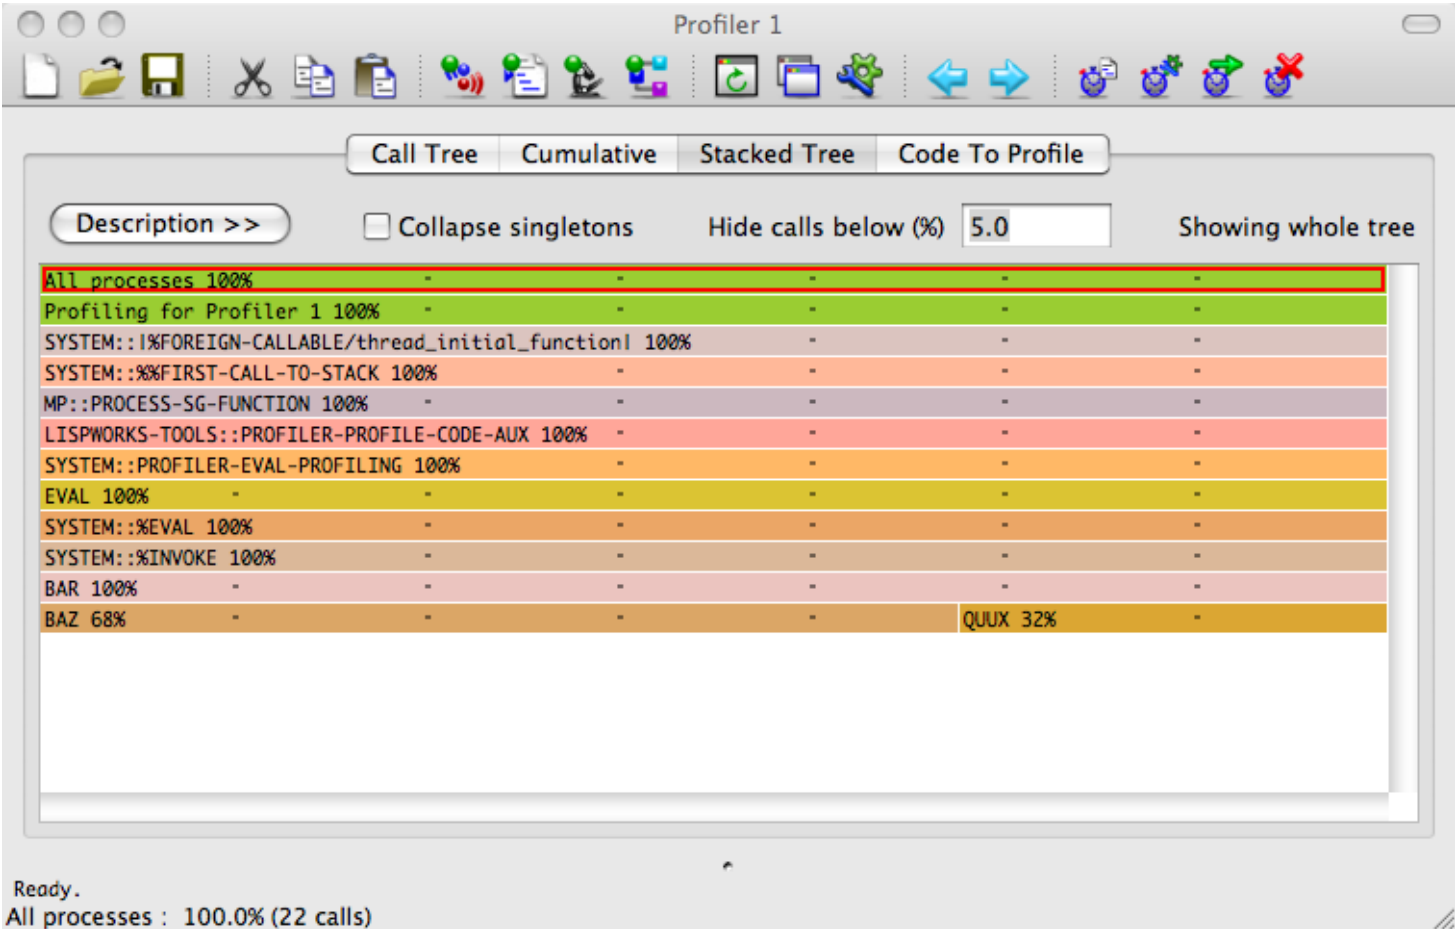 Profiler 1
Call Tree Cumulative Stacked Tree Code To Profile
Description >> Collapse singletons Hide calls below (%) 5.0 Showing whole tree
All processes 100% - - - - -
Profiling for Profiler 1 100% - - - - -
SYSTEM::|%FOREIGN-CALLABLE/thread_initial_function| 100% - - -
SYSTEM::%%FIRST-CALL-TO-STACK 100% - - - -
MP::PROCESS-SG-FUNCTION 100% - - - - -
LISPWORKS-TOOLS::PROFILER-PROFILE-CODE-AUX 100% - - - -
SYSTEM::PROFILER-EVAL-PROFILING 100% - - - -
EVAL 100% - - - - - -
SYSTEM::%EVAL 100% - - - - -
SYSTEM::%INVOKE 100% - - - - -
BAR 100% - - - - - -
BAZ 68% - - - - QUUX 32% -
Ready.
All processes : 100.0% (22 calls)